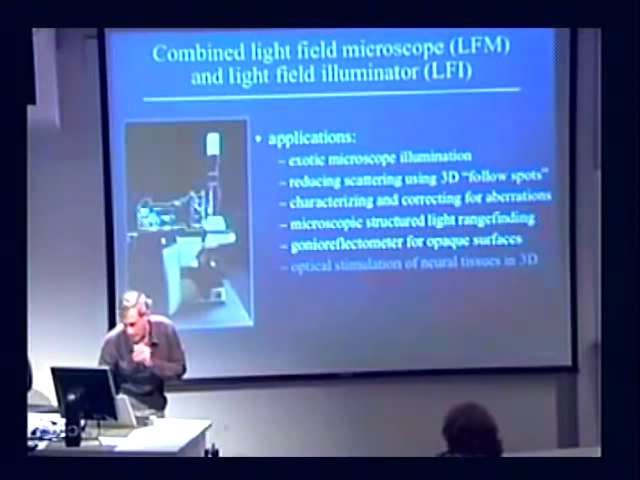 Combined light field microscope (LFM)
and light field illuminator (LFI)
• applications:
– exotic microscope illumination
– reducing scattering using 3D “follow spots”
– characterizing and correcting for aberrations
– microscopic structured light rangefinding
– gonioreflectometer for opaque surfaces
– optical stimulation of neural tissues in 3D